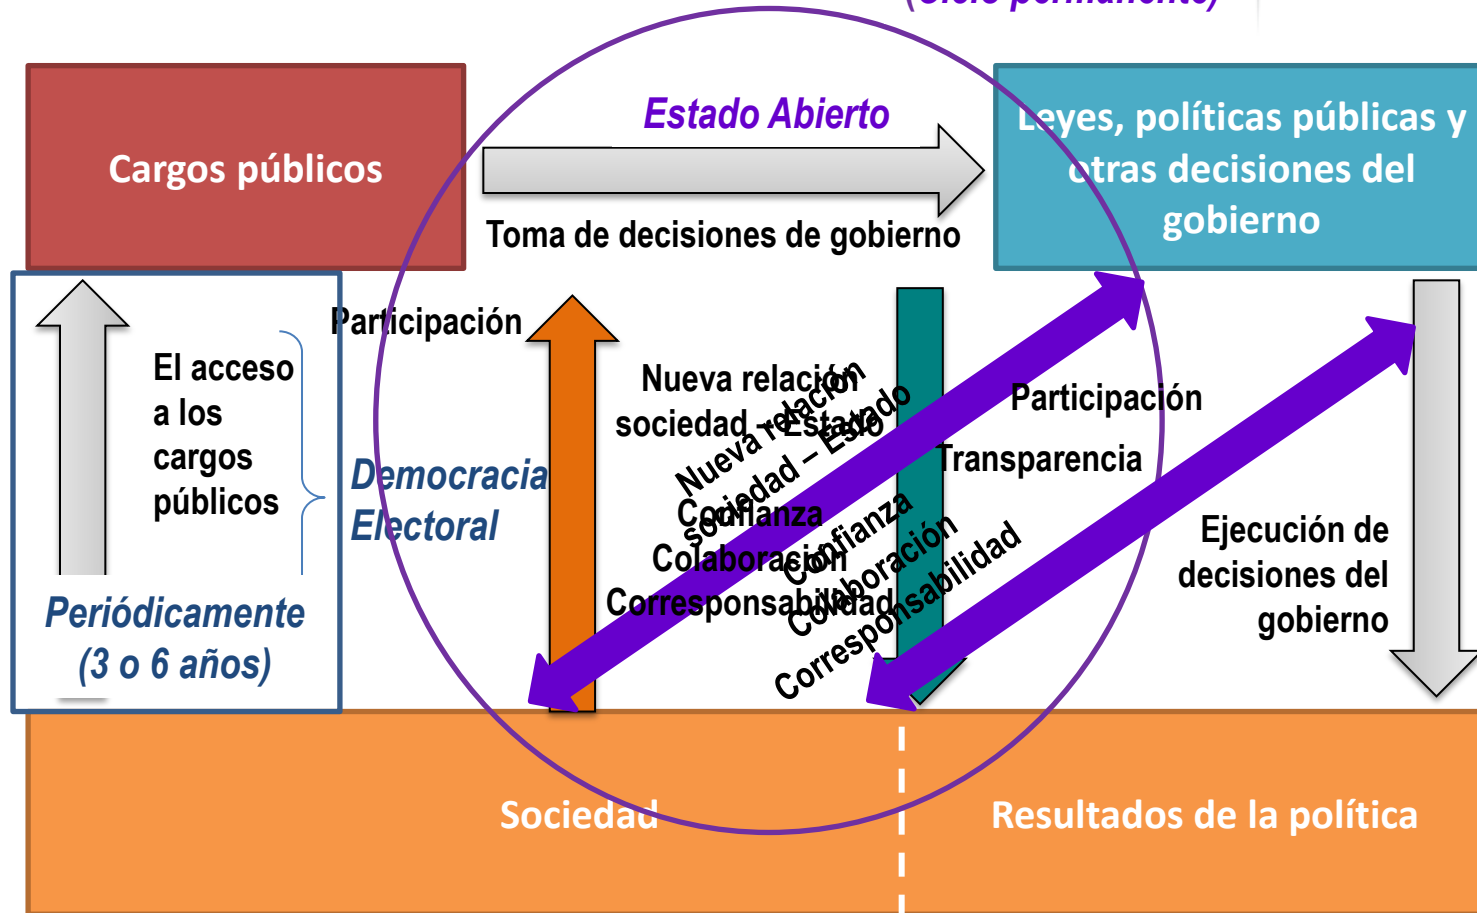 (Ciclo permanente)
Estado Abierto
Cargos públicos
Leyes, políticas públicas y
otras decisiones del
gobierno
Toma de decisiones de gobierno
Participación
El acceso
a los
cargos
públicos
Democracia
Electoral
Periódicamente
(3 o 6 años)
Nueva relación
sociedad – Estado
Confianza
Colaboración
Corresponsabilidad
Nueva relación
sociedad – Estado
Confianza
Colaboración
Corresponsabilidad
Participación
Transparencia
Ejecución de
decisiones del
gobierno
Sociedad
Resultados de la política